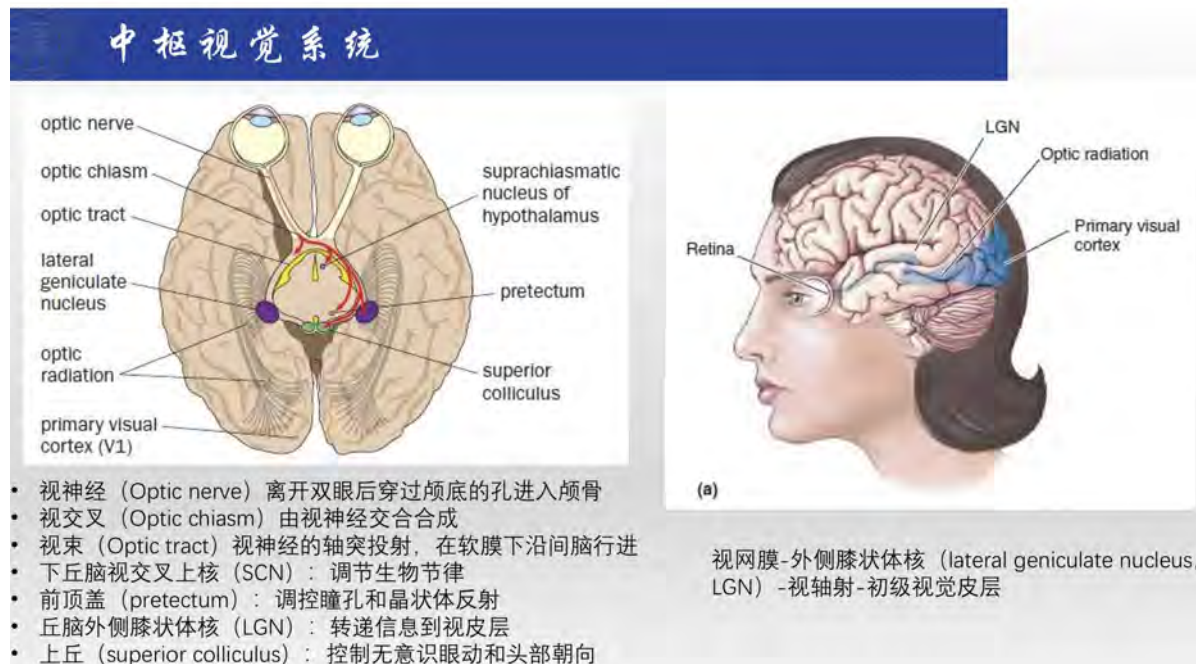 中枢视觉系统
optic nerve
optic chiasm
optic tract
lateral
geniculate
nucleus
optic
radiation
primary visual
cortex (V1)
suprachiasmatic
nucleus of
hypothalamus
pretectum
superior
colliculus
LGN
Optic radiation
Primary visual
cortex
Retina
(a)
• 视神经（Optic nerve）离开双眼后穿过颅底的孔进入颅骨
• 视交叉（Optic chiasm）由视神经交合合成
• 视束（Optic tract）视神经的轴突投射，在软膜下沿间脑行进
• 下丘脑视交叉上核（SCN）：调节生物节律
• 前顶盖（pretectum）：调控瞳孔和晶状体反射
• 丘脑外侧膝状体核（LGN）：转递信息到视皮层
• 上丘（superior colliculus）：控制无意识眼动和头部朝向
视网膜-外侧膝状体核（lateral geniculate nucleus,
LGN）-视轴射-初级视觉皮层